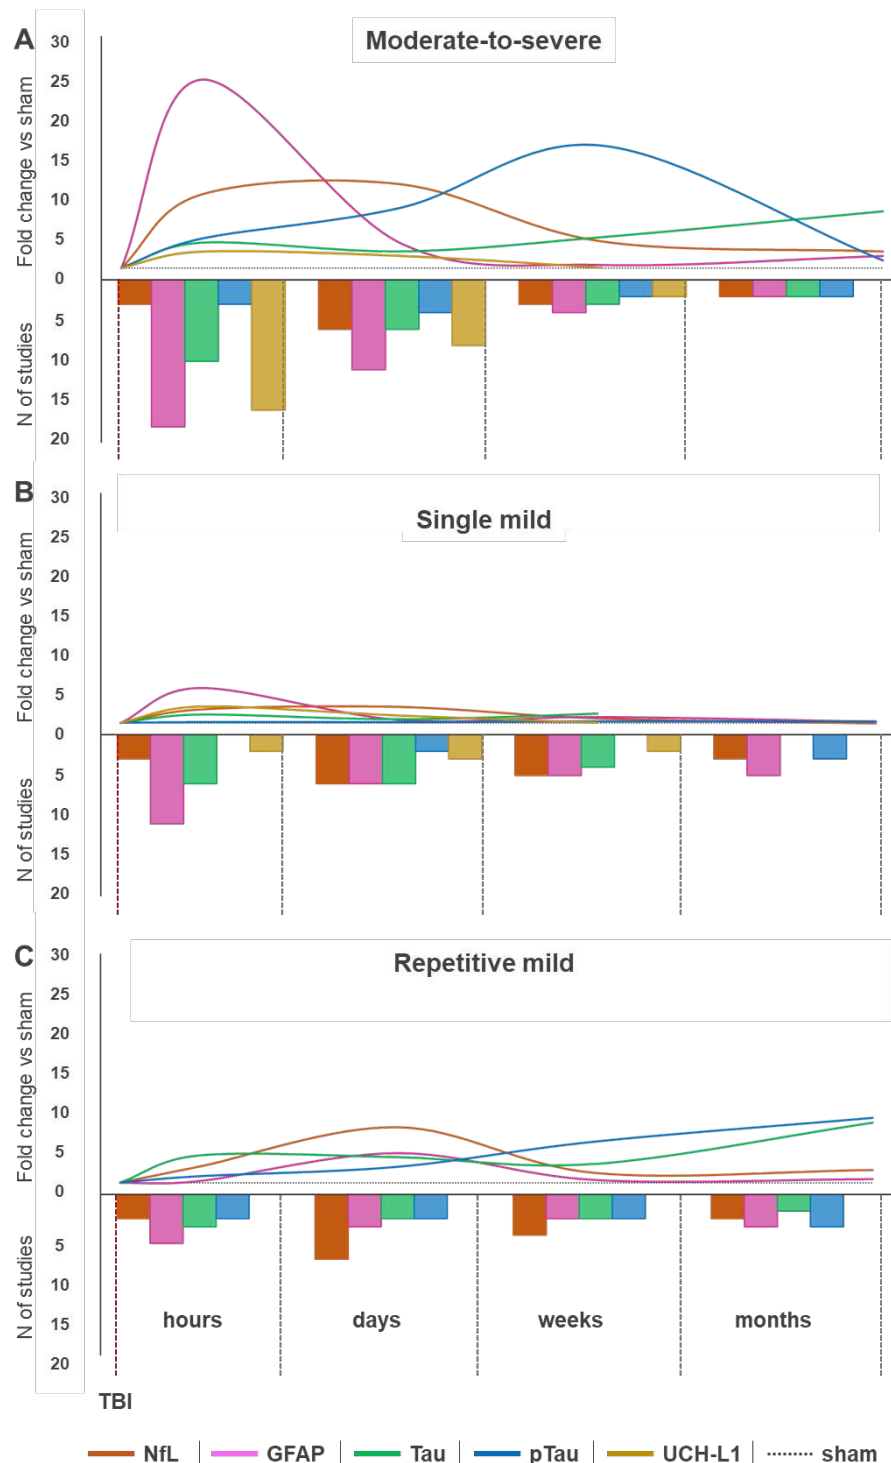 A
Moderate-to-severe
Fold change vs sham
30
25
20
15
10
5
0
N of studies
5
10
15
20
B
Single mild
Fold change vs sham
30
25
20
15
10
5
0
N of studies
5
10
15
20
C
Repetitive mild
Fold change vs sham
30
25
20
15
10
5
0
N of studies
5
10
15
20
hours days weeks months
TBI
NfL GFAP Tau pTau UCH-L1 sham